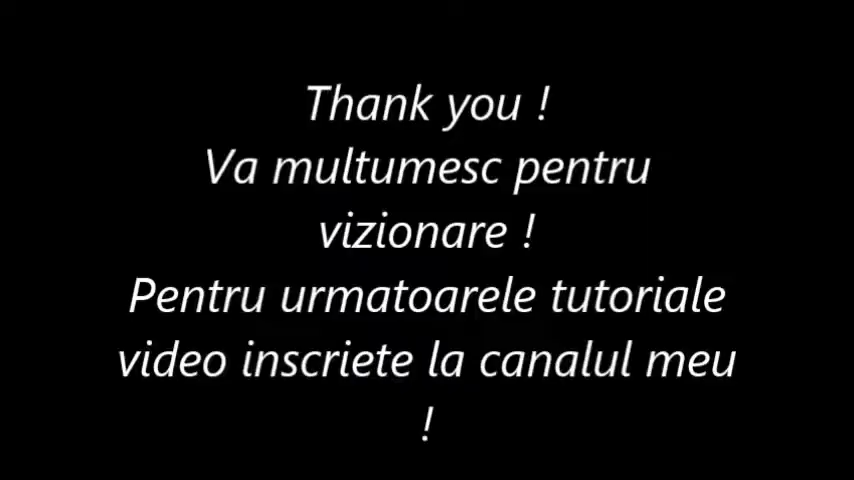 Thank you !
Va multumesc pentru
vizionare !
Pentru urmatoarele tutoriale
video inscriete la canalul meu
!